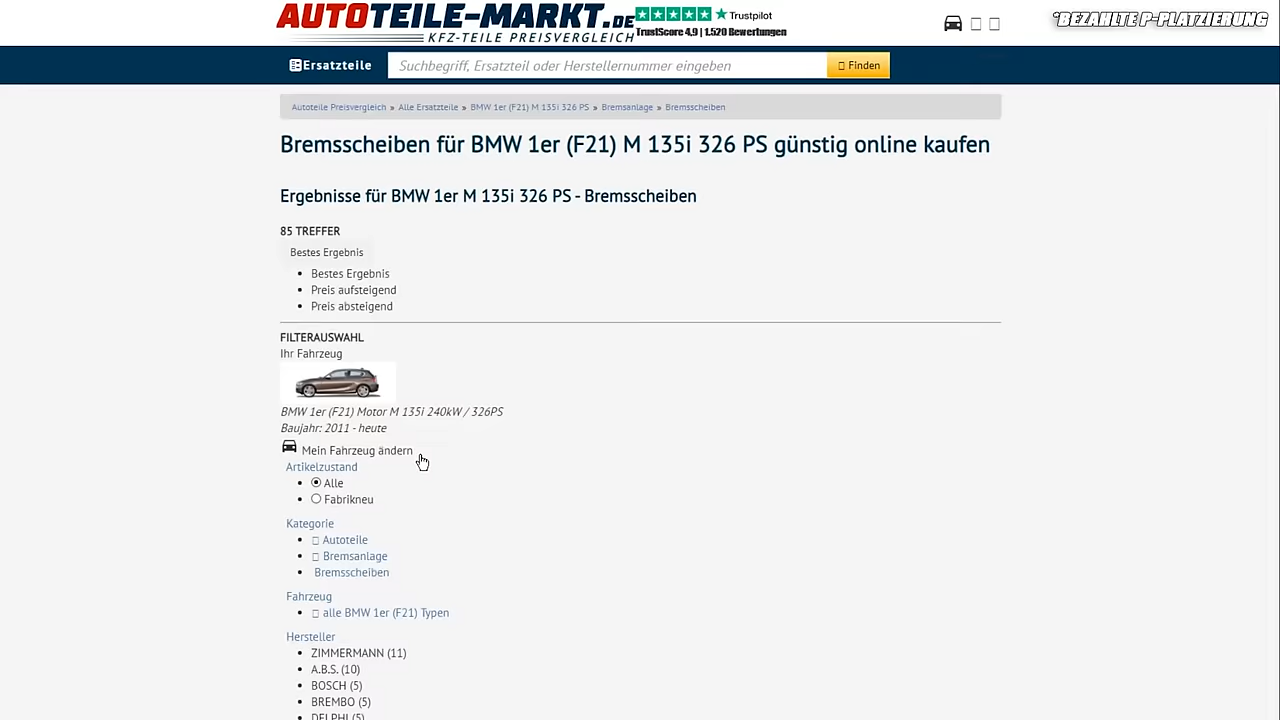 AUTOTEILE-MARKT.DE
KFZ-TEILE PREISVERGLEICH
Trustpilot
TrustScore 4,9 | 1.520 Bewertungen
*BEZAHLTE P-PLATZIERUNG
Ersatzteile
Suchbegriff, Ersatzteil oder Herstellernummer eingeben
Finden
Autoteile Preisvergleich » Alle Ersatzteile » BMW 1er (F21) M 135i 326 PS » Bremsanlage » Bremsscheiben
Bremsscheiben für BMW 1er (F21) M 135i 326 PS günstig online kaufen
Ergebnisse für BMW 1er M 135i 326 PS - Bremsscheiben
85 TREFFER
Bestes Ergebnis
Bestes Ergebnis
Preis aufsteigend
Preis absteigend
FILTERAUSWAHL
Ihr Fahrzeug
BMW 1er (F21) Motor M 135i 240kW / 326PS
Baujahr: 2011 - heute
Mein Fahrzeug ändern
Artikelzustand
Alle
Fabrikneu
Kategorie
Autoteile
Bremsanlage
Bremsscheiben
Fahrzeug
alle BMW 1er (F21) Typen
Hersteller
ZIMMERMANN (11)
A.B.S. (10)
BOSCH (5)
BREMBO (5)
DELPHI (5)